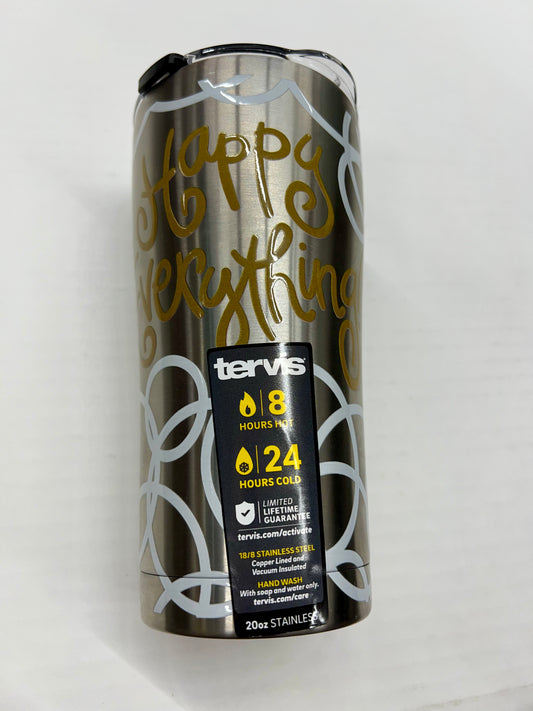 Happy
Everything
tervis
8
HOURS HOT
24
HOURS COLD
LIMITED
LIFETIME
GUARANTEE
tervis.com/activate
18/8 STAINLESS STEEL
Copper Lined and
Vacuum Insulated
HAND WASH
With soap and water only.
tervis.com/care
20oz STAINLESS